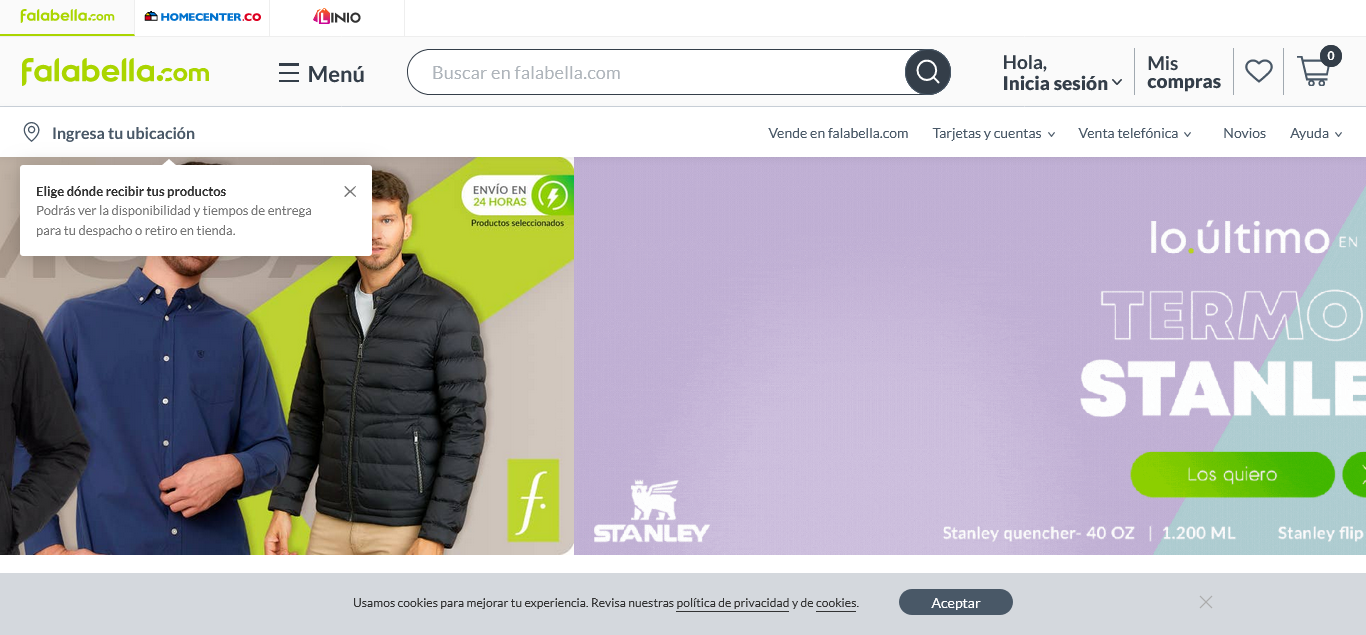 falabella.com
HOMECENTER.CO
LINIO
falabella.com
Menú
Buscar en falabella.com
Hola,
Inicia sesión
Mis
compras
0
Ingresa tu ubicación
Vende en falabella.com
Tarjetas y cuentas
Venta telefónica
Novios
Ayuda
Elige dónde recibir tus productos
Podrás ver la disponibilidad y tiempos de entrega
para tu despacho o retiro en tienda.
ENVÍO EN
24 HORAS
Productos seleccionados
f.
lo.último EN
TERMO
STANLE
Los quiero
STANLEY
Stanley quencher- 40 OZ | 1.200 ML
Stanley flip
Usamos cookies para mejorar tu experiencia. Revisa nuestras política de privacidad y de cookies.
Aceptar